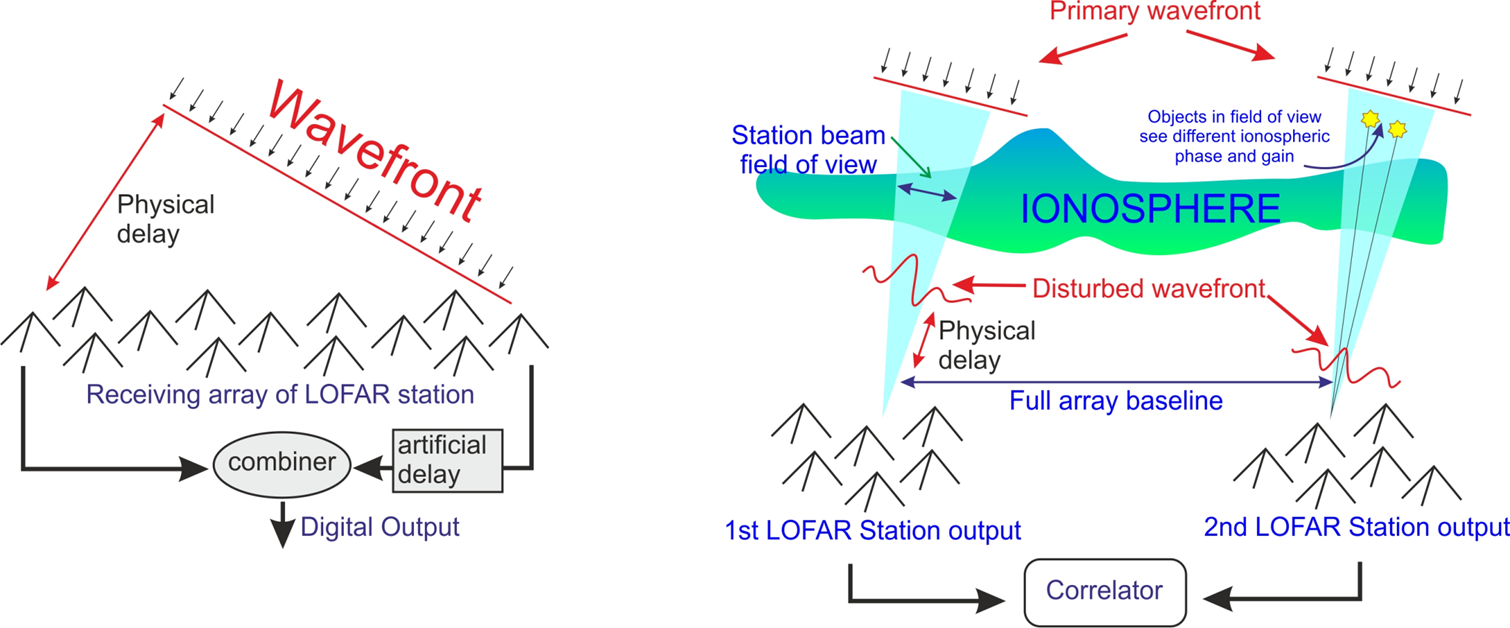 Wavefront
Physical
delay
Receiving array of LOFAR station
combiner
artificial
delay
Digital Output
Primary wavefront
Station beam
field of view
Objects in field of view
see different ionospheric
phase and gain
IONOSPHERE
Disturbed wavefront
Physical
delay
Full array baseline
1st LOFAR Station output
2nd LOFAR Station output
Correlator